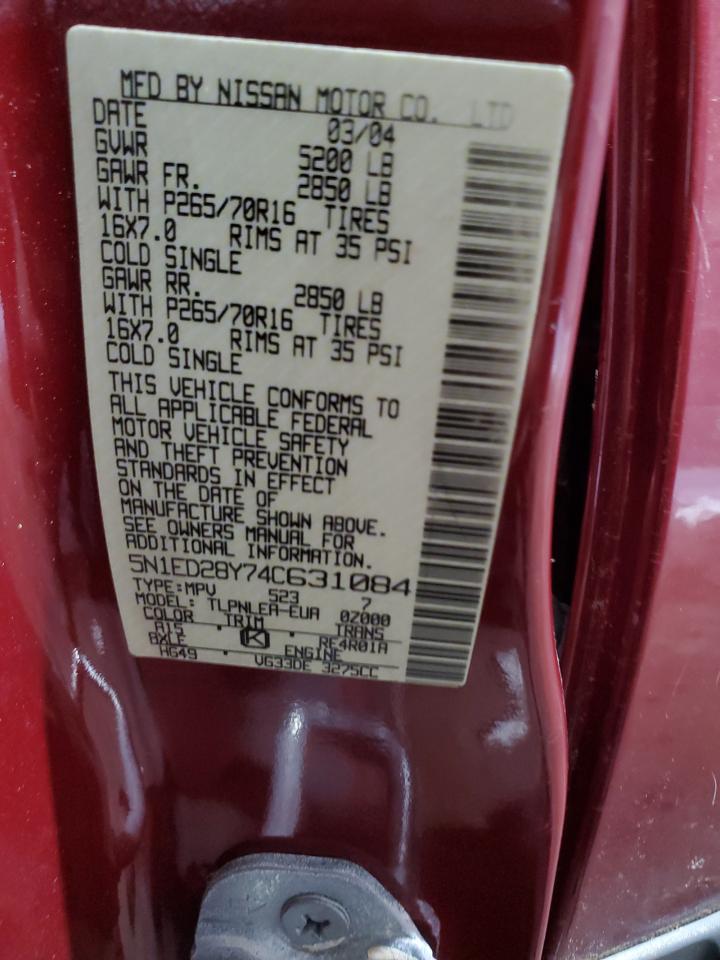 MFD BY NISSAN MOTOR CO. LTD
DATE 03/04
GVWR 5200 LB
GAWR FR. 2850 LB
WITH P265/70R16 TIRES
16X7.0 RIMS AT 35 PSI
COLD SINGLE
GAWR RR. 2850 LB
WITH P265/70R16 TIRES
16X7.0 RIMS AT 35 PSI
COLD SINGLE
THIS VEHICLE CONFORMS TO
ALL APPLICABLE FEDERAL
MOTOR VEHICLE SAFETY
AND THEFT PREVENTION
STANDARDS IN EFFECT
ON THE DATE OF
MANUFACTURE SHOWN ABOVE.
SEE OWNERS MANUAL FOR
ADDITIONAL INFORMATION.
5N1ED28Y74C631084
TYPE:MPV 523 7
MODEL: TLPNLEA-EUA 0Z000
COLOR TRIM TRANS
A15 K RE4R01A
AXLE ENGINE
HG49 VG33DE 3275CC